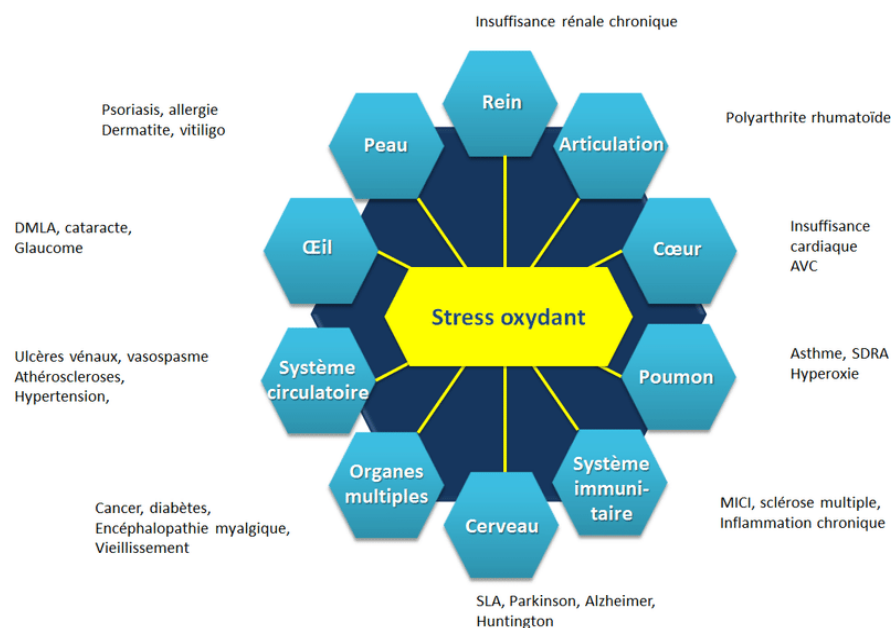 Insuffisance rénale chronique
Rein
Psoriasis, allergie
Dermatite, vitiligo
Peau
Articulation
Polyarthrite rhumatoïde
DMLA, cataracte,
Glaucome
Œil
Cœur
Insuffisance
cardiaque
AVC
Stress oxydant
Ulcères vénaux, vasospasme
Athéroscleroses,
Hypertension,
Système
circulatoire
Poumon
Asthme, SDRA
Hyperoxie
Organes
multiples
Système
immuni-
taire
Cancer, diabètes,
Encéphalopathie myalgique,
Vieillissement
Cerveau
MICI, sclérose multiple,
Inflammation chronique
SLA, Parkinson, Alzheimer,
Huntington